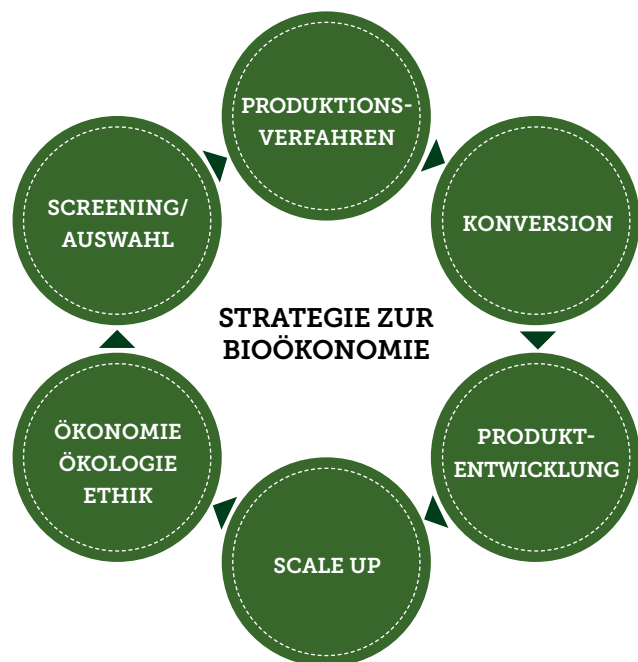 PRODUKTIONS-
VERFAHREN
SCREENING/
AUSWAHL
KONVERSION
STRATEGIE ZUR
BIOÖKONOMIE
ÖKONOMIE
ÖKOLOGIE
ETHIK
PRODUKT-
ENTWICKLUNG
SCALE UP